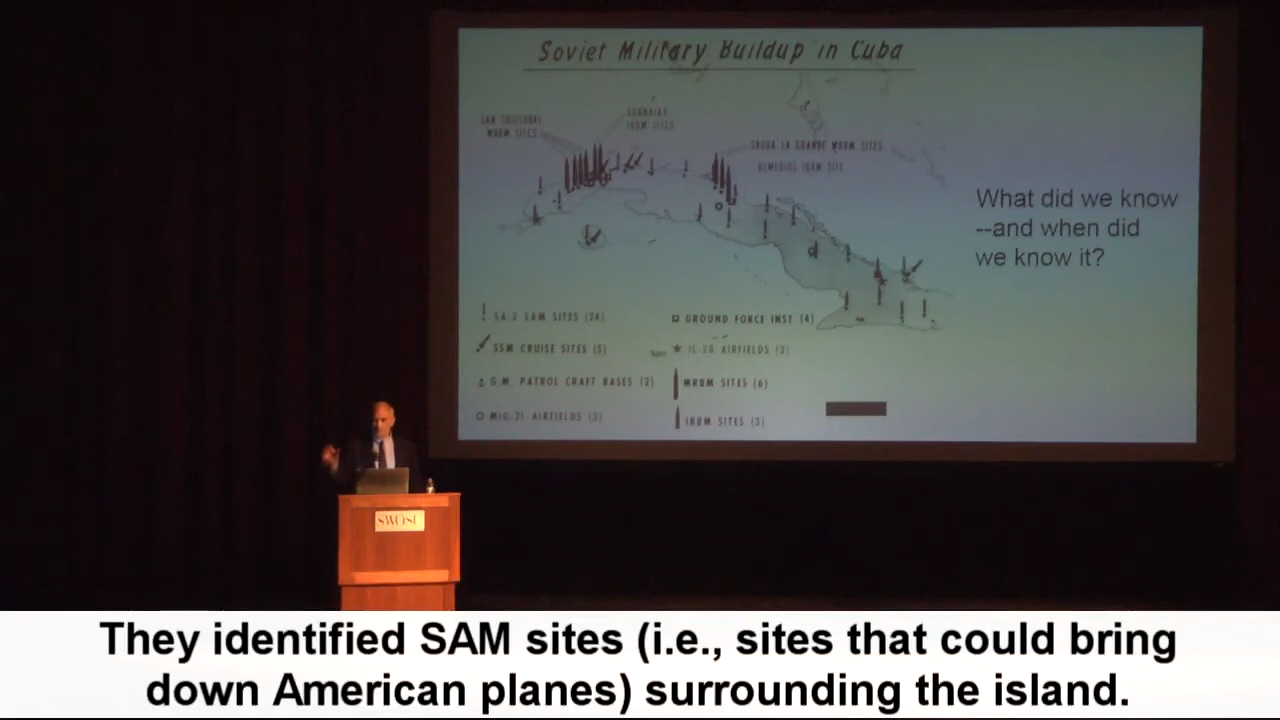 Soviet Military Buildup in Cuba
SAN CRISTOBAL
MRBM SITES
GUANAJAY
IRBM SITES
SAGUA LA GRANDE MRBM SITES
REMEDIOS IRBM SITE
What did we know
--and when did
we know it?
SA-2 SAM SITES (24)
GROUND FORCE INST (4)
SSM CRUISE SITES (5)
IL-28 AIRFIELDS (2)
G.M. PATROL CRAFT BASES (2)
MRBM SITES (6)
MIG-21 AIRFIELDS (2)
IRBM SITES (3)
SWOSU
They identified SAM sites (i.e., sites that could bring
down American planes) surrounding the island.